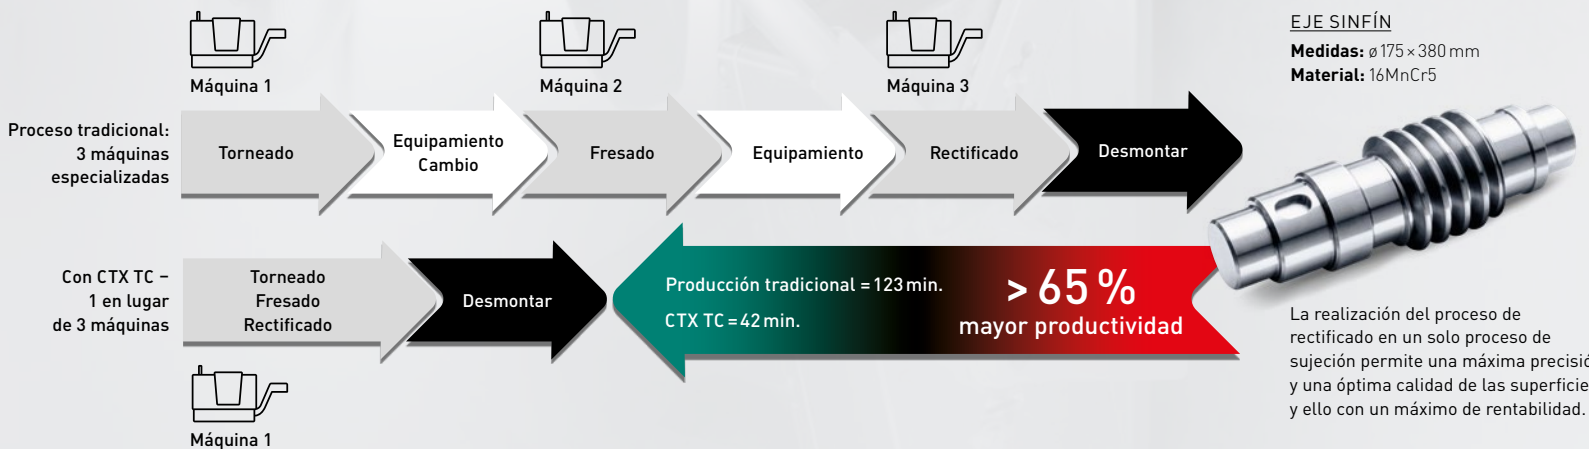 Máquina 1
Máquina 2
Máquina 3
Proceso tradicional:
3 máquinas
especializadas
Torneado
Equipamiento
Cambio
Fresado
Equipamiento
Rectificado
Desmontar
Con CTX TC –
1 en lugar
de 3 máquinas
Torneado
Fresado
Rectificado
Desmontar
Producción tradicional = 123 min.
CTX TC = 42 min.
> 65 %
mayor productividad
Máquina 1
EJE SINFÍN
Medidas: ø 175 × 380 mm
Material: 16MnCr5
La realización del proceso de
rectificado en un solo proceso de
sujeción permite una máxima precisió
y una óptima calidad de las superficie
y ello con un máximo de rentabilidad.